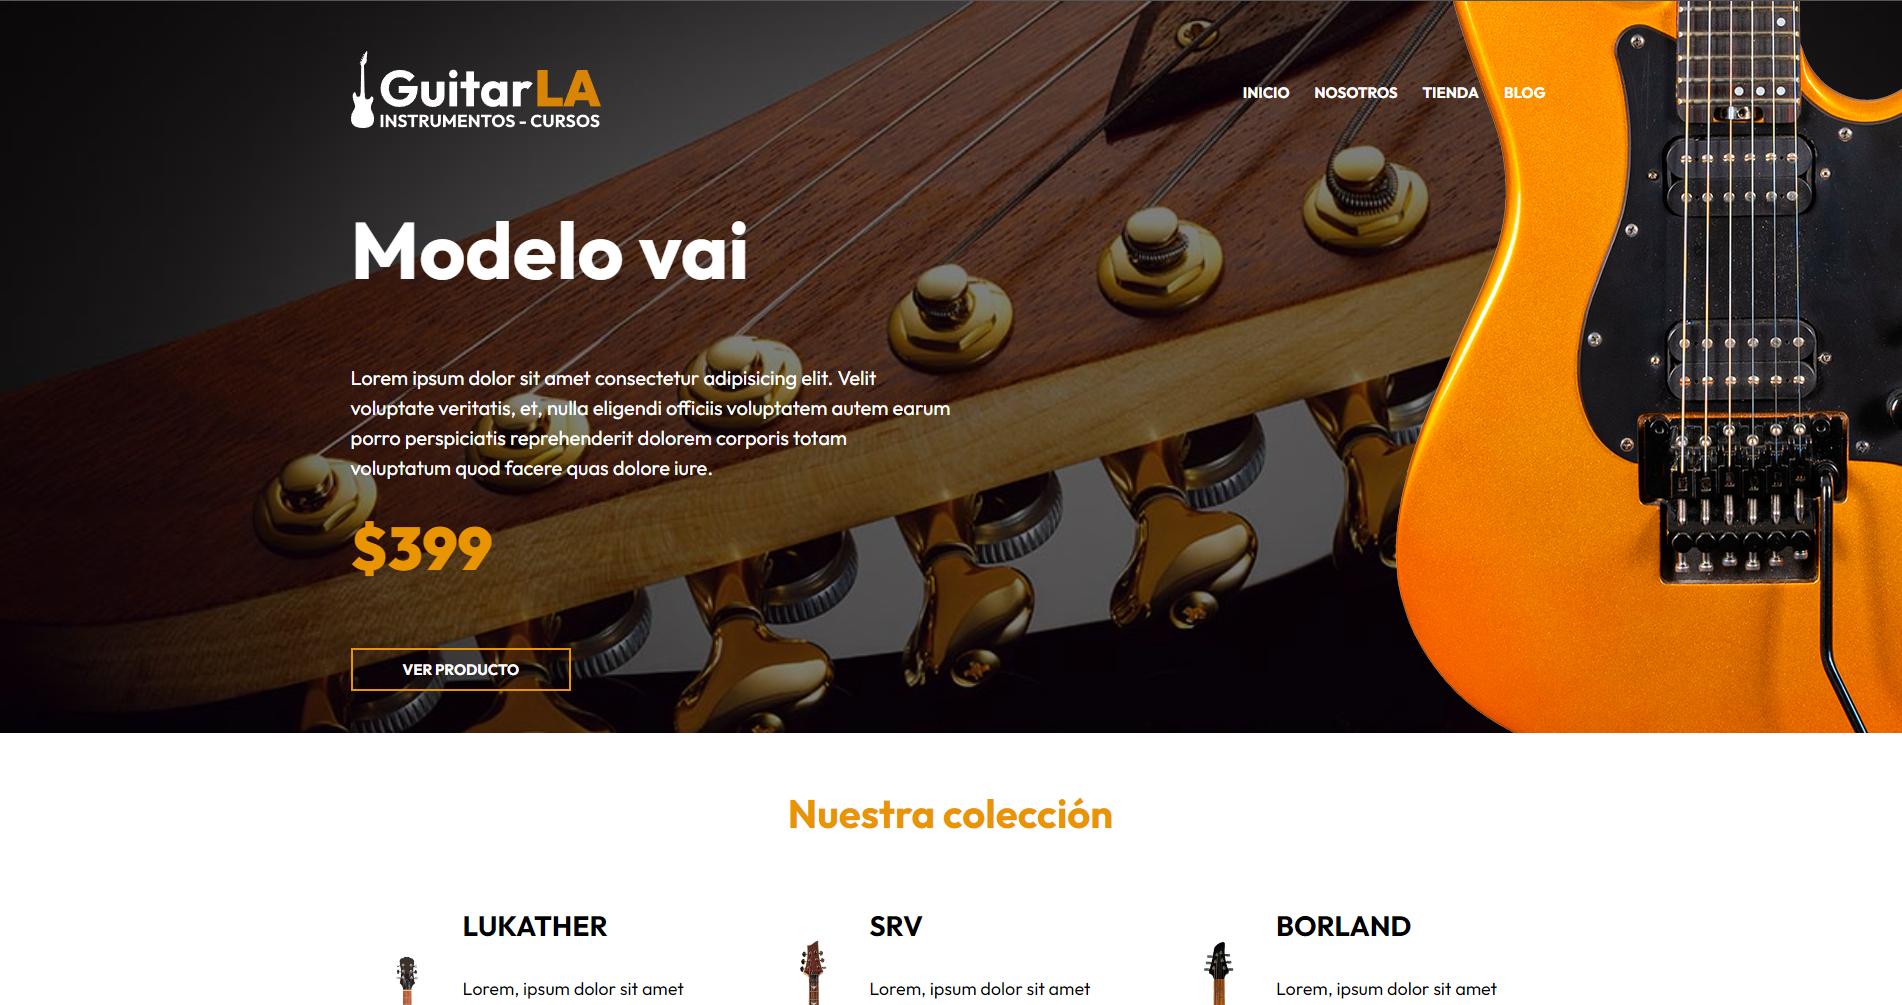 GuitarLA
INSTRUMENTOS - CURSOS
INICIO NOSOTROS TIENDA BLOG
Modelo vai
Lorem ipsum dolor sit amet consectetur adipisicing elit. Velit
voluptate veritatis, et, nulla eligendi officiis voluptatem autem earum
porro perspiciatis reprehenderit dolorem corporis totam
voluptatum quod facere quas dolore iure.
$399
VER PRODUCTO
Nuestra colección
LUKATHER
Lorem, ipsum dolor sit amet
SRV
Lorem, ipsum dolor sit amet
BORLAND
Lorem, ipsum dolor sit amet